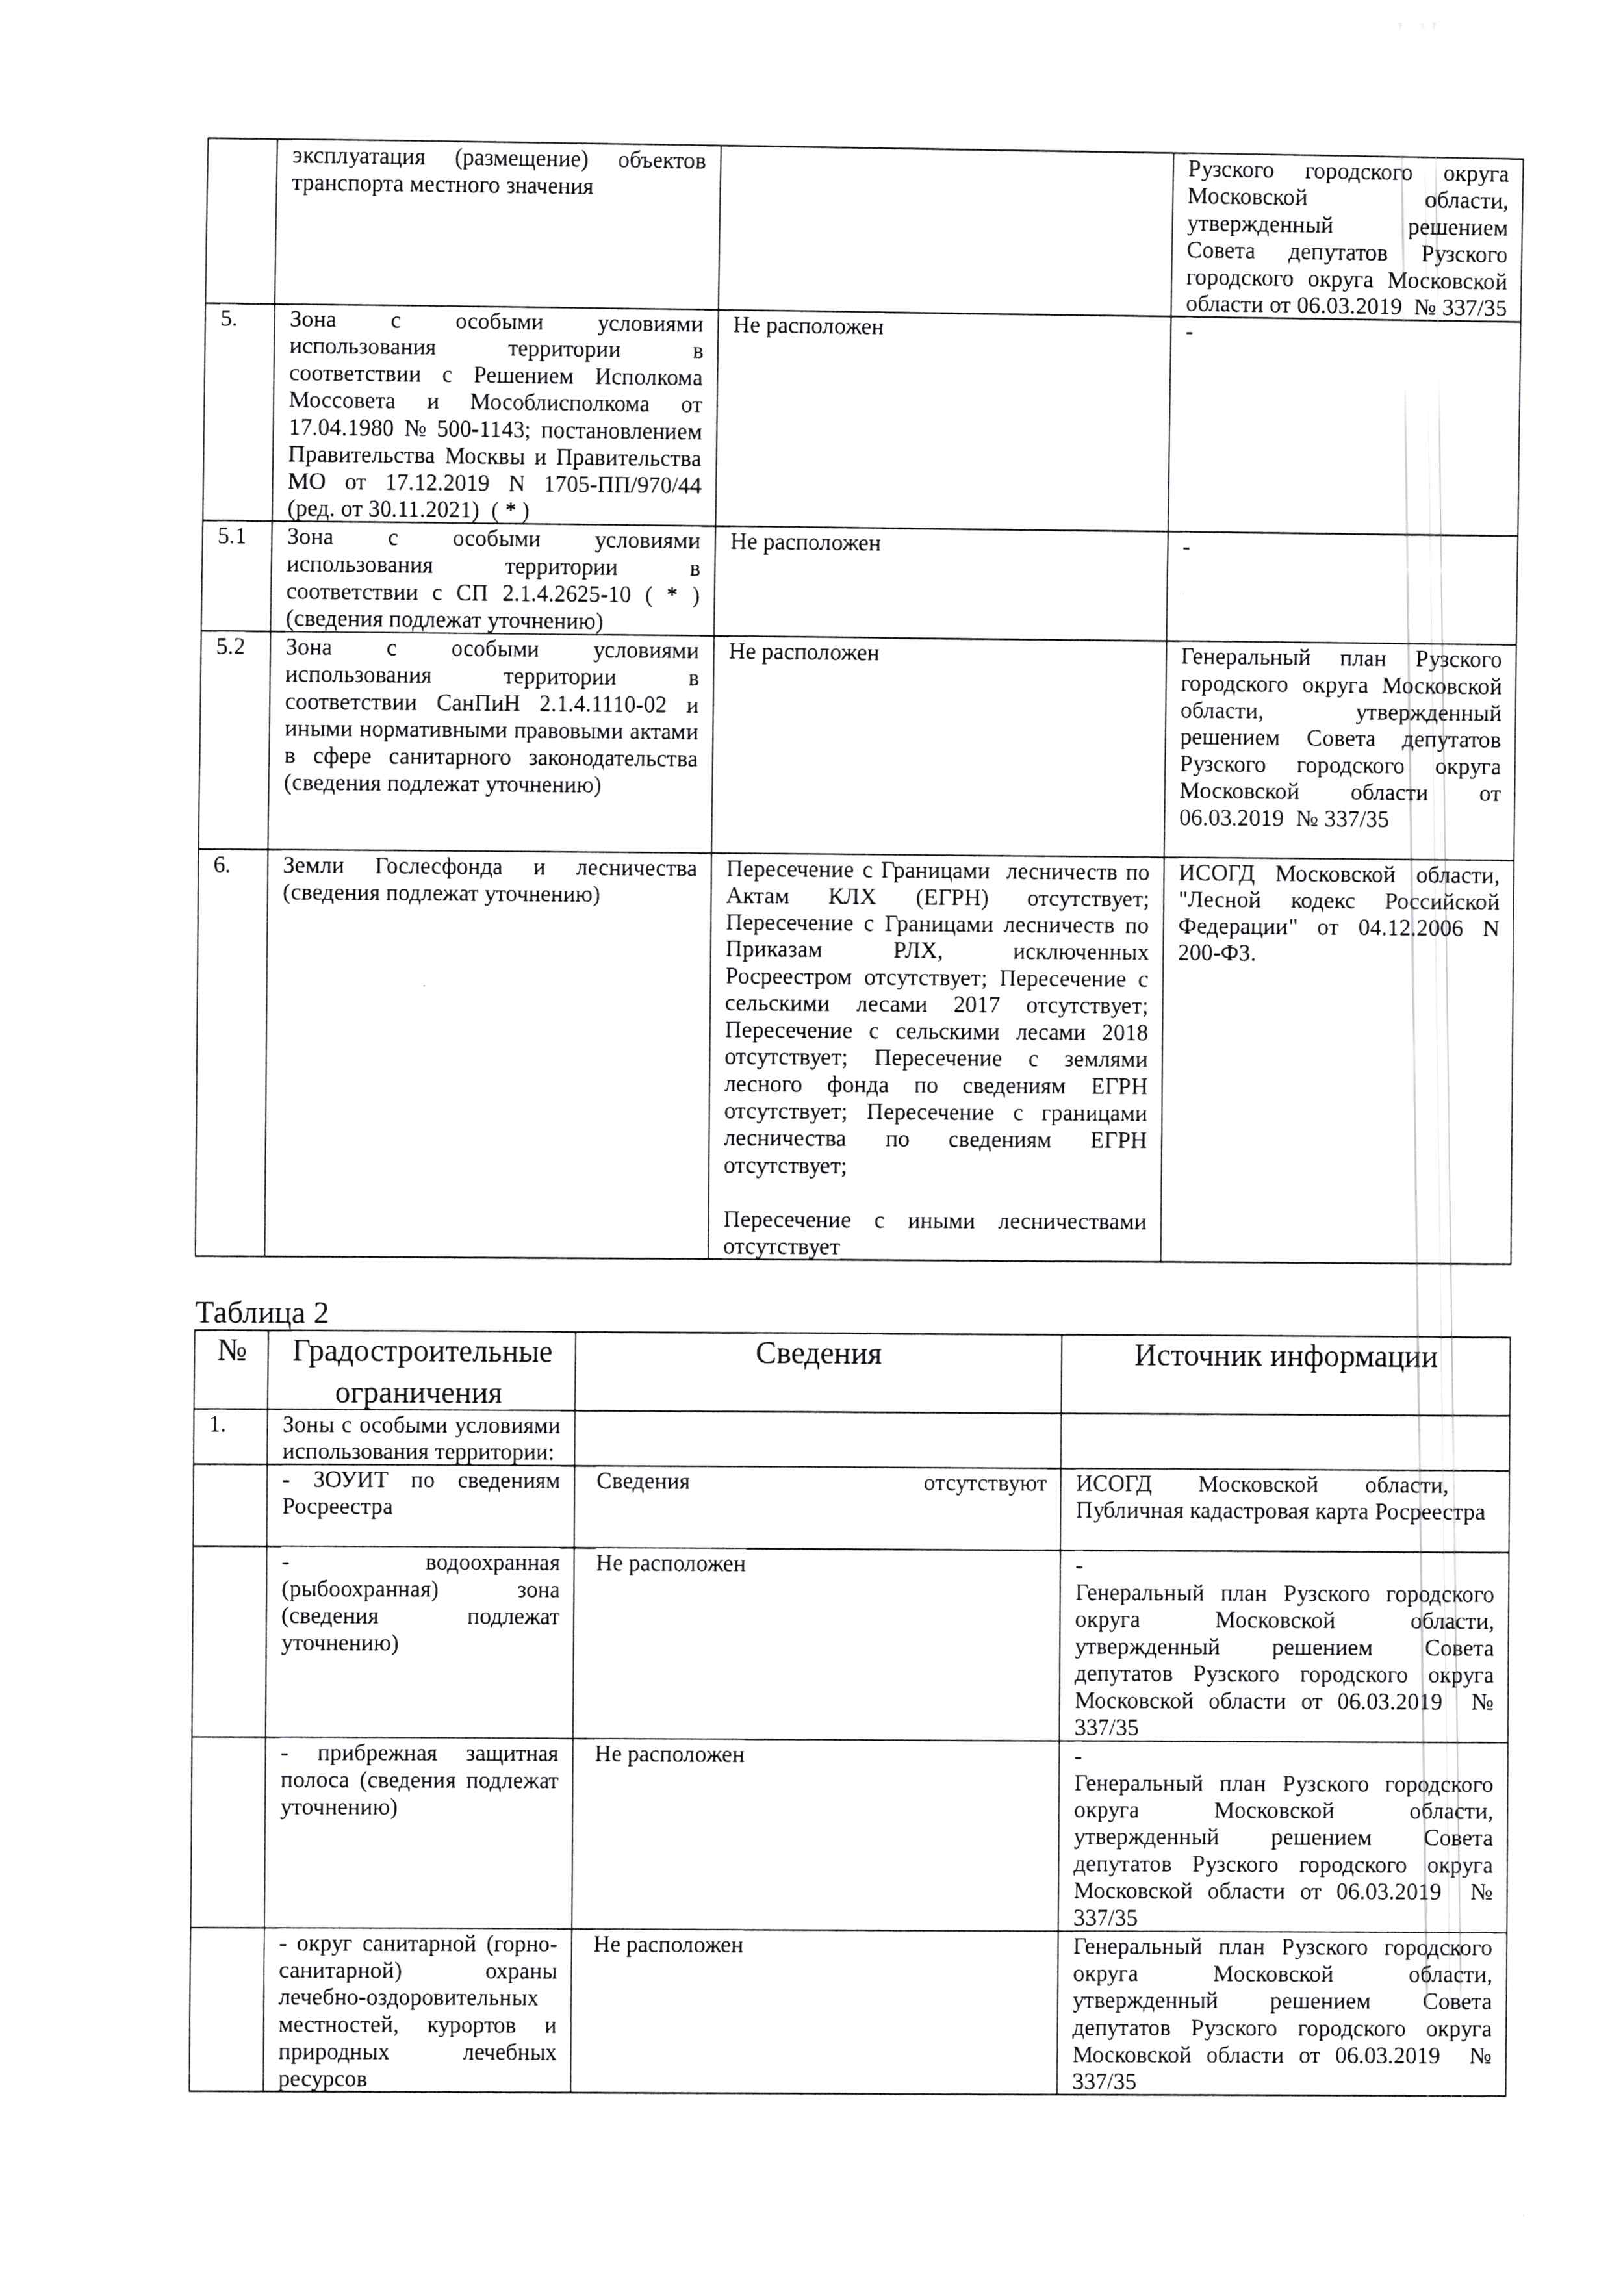 эксплуатация (размещение) объектов
транспорта местного значения
Рузского городского округа
Московской области,
утвержденный решением
Совета депутатов Рузского
городского округа Московской
области от 06.03.2019 № 337/35
5.
Зона с особыми условиями
использования территории в
соответствии с Решением Исполкома
Моссовета и Мособлисполкома от
17.04.1980 № 500-1143; постановлением
Правительства Москвы и Правительства
МО от 17.12.2019 N 1705-ПП/970/44
(ред. от 30.11.2021) ( * )
Не расположен
-
5.1
Зона с особыми условиями
использования территории в
соответствии с СП 2.1.4.2625-10 ( * )
(сведения подлежат уточнению)
Не расположен
-
5.2
Зона с особыми условиями
использования территории в
соответствии СанПиН 2.1.4.1110-02 и
иными нормативными правовыми актами
в сфере санитарного законодательства
(сведения подлежат уточнению)
Не расположен
Генеральный план Рузского
городского округа Московской
области, утвержденный
решением Совета депутатов
Рузского городского округа
Московской области от
06.03.2019 № 337/35
6.
Земли Гослесфонда и лесничества
(сведения подлежат уточнению)
Пересечение с Границами лесничеств по
Актам КЛХ (ЕГРН) отсутствует;
Пересечение с Границами лесничеств по
Приказам РЛХ, исключенных
Росреестром отсутствует; Пересечение с
сельскими лесами 2017 отсутствует;
Пересечение с сельскими лесами 2018
отсутствует; Пересечение с землями
лесного фонда по сведениям ЕГРН
отсутствует; Пересечение с границами
лесничества по сведениям ЕГРН
отсутствует;
Пересечение с иными лесничествами
отсутствует
ИСОГД Московской области,
"Лесной кодекс Российской
Федерации" от 04.12.2006 N
200-ФЗ.
Таблица 2
№
Градостроительные
ограничения
Сведения
Источник информации
1.
Зоны с особыми условиями
использования территории:
- ЗОУИТ по сведениям
Росреестра
Сведения отсутствуют
ИСОГД Московской области,
Публичная кадастровая карта Росреестра
- водоохранная
(рыбоохранная) зона
(сведения подлежат
уточнению)
Не расположен
-
Генеральный план Рузского городского
округа Московской области,
утвержденный решением Совета
депутатов Рузского городского округа
Московской области от 06.03.2019 №
337/35
- прибрежная защитная
полоса (сведения подлежат
уточнению)
Не расположен
-
Генеральный план Рузского городского
округа Московской области,
утвержденный решением Совета
депутатов Рузского городского округа
Московской области от 06.03.2019 №
337/35
- округ санитарной (горно-
санитарной) охраны
лечебно-оздоровительных
местностей, курортов и
природных лечебных
ресурсов
Не расположен
Генеральный план Рузского городского
округа Московской области,
утвержденный решением Совета
депутатов Рузского городского округа
Московской области от 06.03.2019 №
337/35